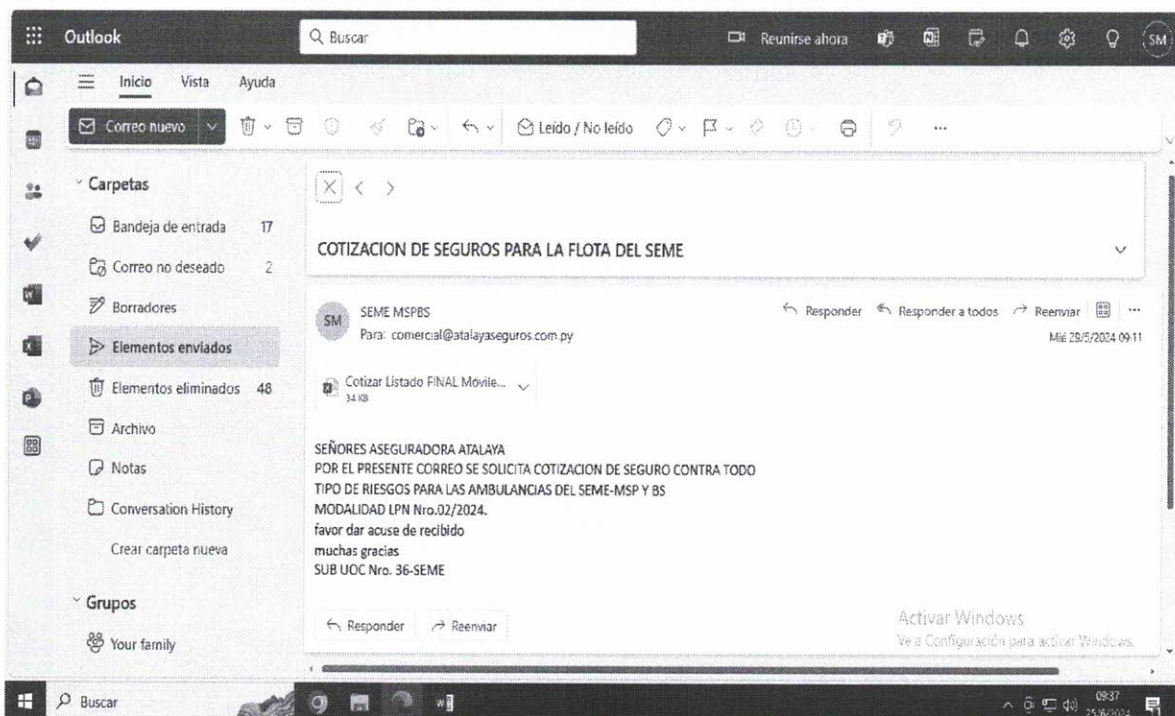 Outlook
Buscar
Reunirse ahora
SM
Inicio Vista Ayuda
Correo nuevo
Leído / No leído
Carpetas
Bandeja de entrada 17
Correo no deseado 2
Borradores
Elementos enviados
Elementos eliminados 48
Archivo
Notas
Conversation History
Crear carpeta nueva
Grupos
Your family
COTIZACION DE SEGUROS PARA LA FLOTA DEL SEME
SM
SEME MSPBS
Para: comercial@atalayaseguros.com.py
Responder Responder a todos Reenviar
Mié 29/5/2024 09:11
Cotizar Listado FINAL Movile...
34 KB
SEÑORES ASEGURADORA ATALAYA
POR EL PRESENTE CORREO SE SOLICITA COTIZACION DE SEGURO CONTRA TODO
TIPO DE RIESGOS PARA LAS AMBULANCIAS DEL SEME-MSP Y BS
MODALIDAD LPN Nro.02/2024.
favor dar acuse de recibido
muchas gracias
SUB UOC Nro. 36-SEME
Responder Reenviar
Activar Windows
Ve a Configuración para activar Windows.
Buscar
09:37
25/6/2024